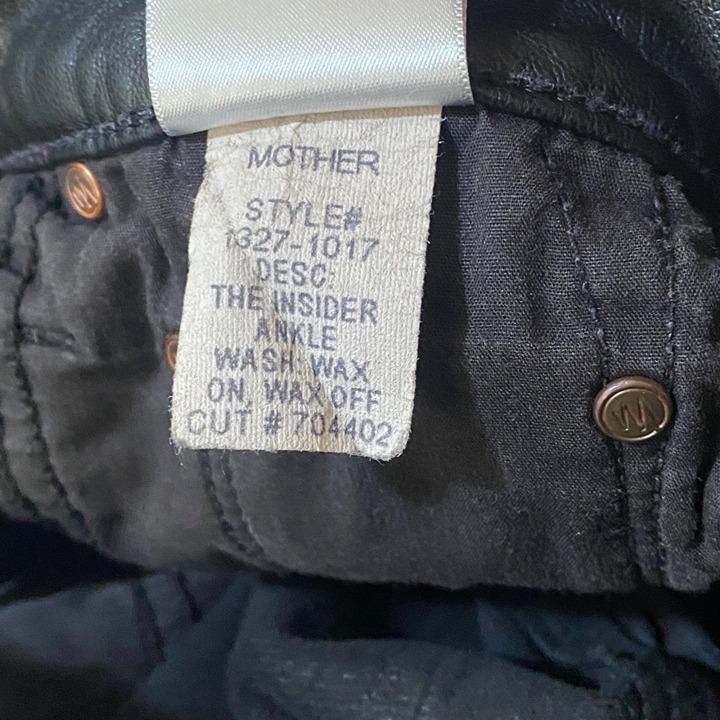 MOTHER
STYLE#
1327-1017
DESC:
THE INSIDER
ANKLE
WASH: WAX
ON, WAX OFF
CUT # 704402